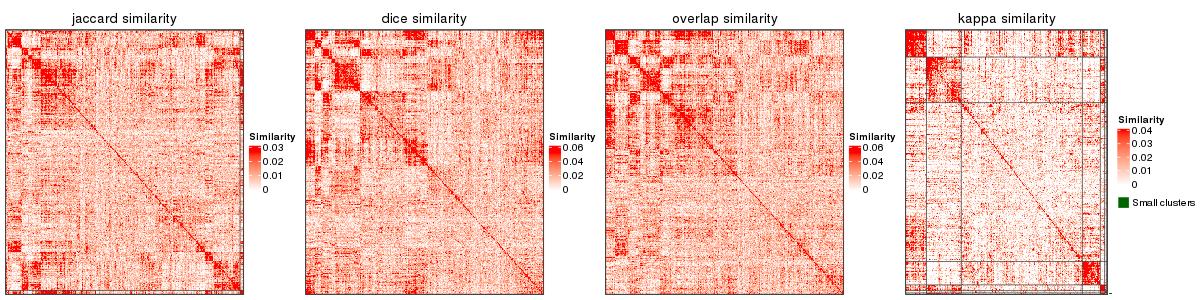 jaccard similarity
Similarity
0.03
0.02
0.01
0
dice similarity
Similarity
0.06
0.04
0.02
0
overlap similarity
Similarity
0.06
0.04
0.02
0
kappa similarity
Similarity
0.04
0.03
0.02
0.01
0
Small clusters